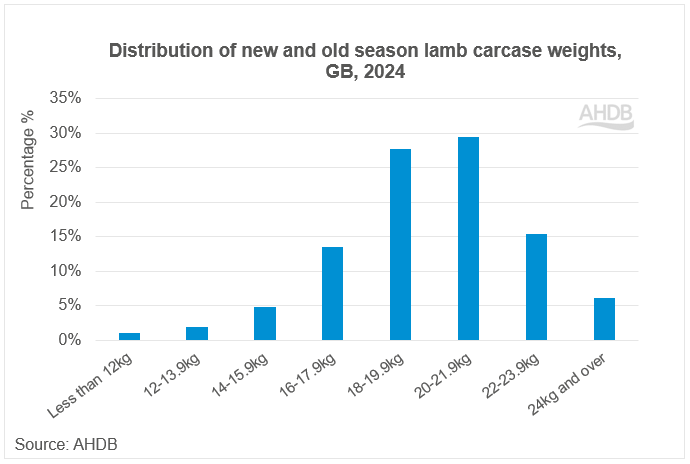 Distribution of new and old season lamb carcase weights,
GB, 2024
AHDB
Percentage %
35%
30%
25%
20%
15%
10%
5%
0%
Less than 12kg
12-13.9kg
14-15.9kg
16-17.9kg
18-19.9kg
20-21.9kg
22-23.9kg
24kg and over
Source: AHDB